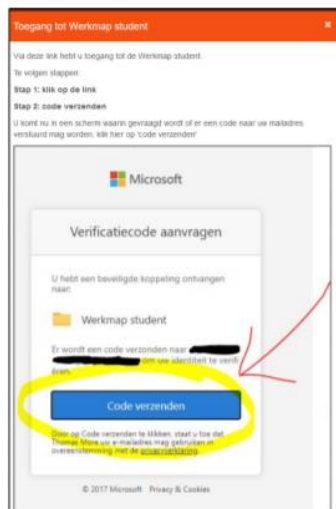 Toegang tot Werkmap student ×
Via deze link hebt u toegang tot de Werkmap student.
Te volgen stappen:
Stap 1: klik op de link
Stap 2: code verzenden
U komt nu in een scherm waarin gevraagd wordt of er een code naar uw mailadres
verstuurd mag worden, klik hier op 'code verzenden'
Microsoft
Verificatiecode aanvragen
U hebt een beveiligde koppeling ontvangen
naar:
Werkmap student
Er wordt een code verzonden naar
om uw identiteit te verifi
ëren.
Code verzenden
Door op Code verzenden te klikken, staat u toe dat
Thomas More uw e-mailadres mag gebruiken in
overeenstemming met de privacyverklaring.
© 2017 Microsoft Privacy & Cookies